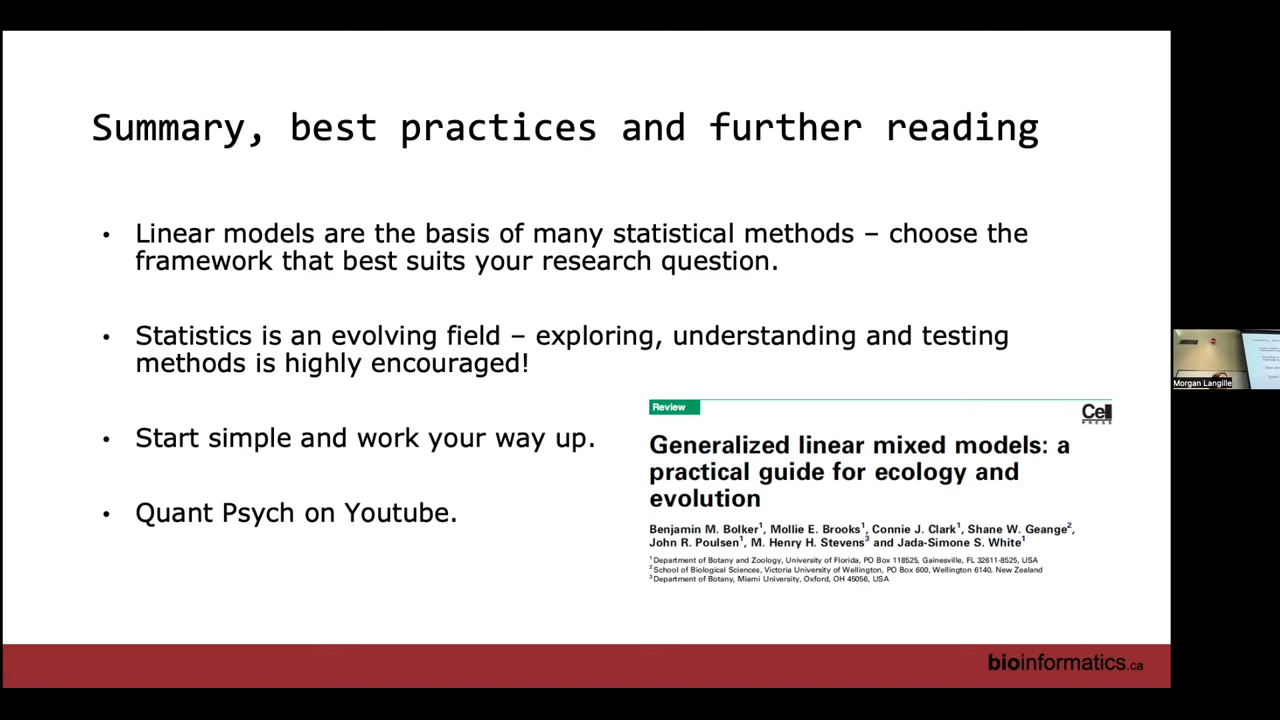 Summary, best practices and further reading
• Linear models are the basis of many statistical methods – choose the
framework that best suits your research question.
• Statistics is an evolving field – exploring, understanding and testing
methods is highly encouraged!
• Start simple and work your way up.
• Quant Psych on Youtube.
Review
Cell
PRESS
Generalized linear mixed models: a
practical guide for ecology and
evolution
Benjamin M. Bolker1, Mollie E. Brooks1, Connie J. Clark1, Shane W. Geange2,
John R. Poulsen1, M. Henry H. Stevens3 and Jada-Simone S. White1
1 Department of Botany and Zoology, University of Florida, PO Box 118525, Gainesville, FL 32611-8525, USA
2 School of Biological Sciences, Victoria University of Wellington, PO Box 600, Wellington 6140, New Zealand
3 Department of Botany, Miami University, Oxford, OH 45056, USA
bioinformatics.ca
Morgan Langille